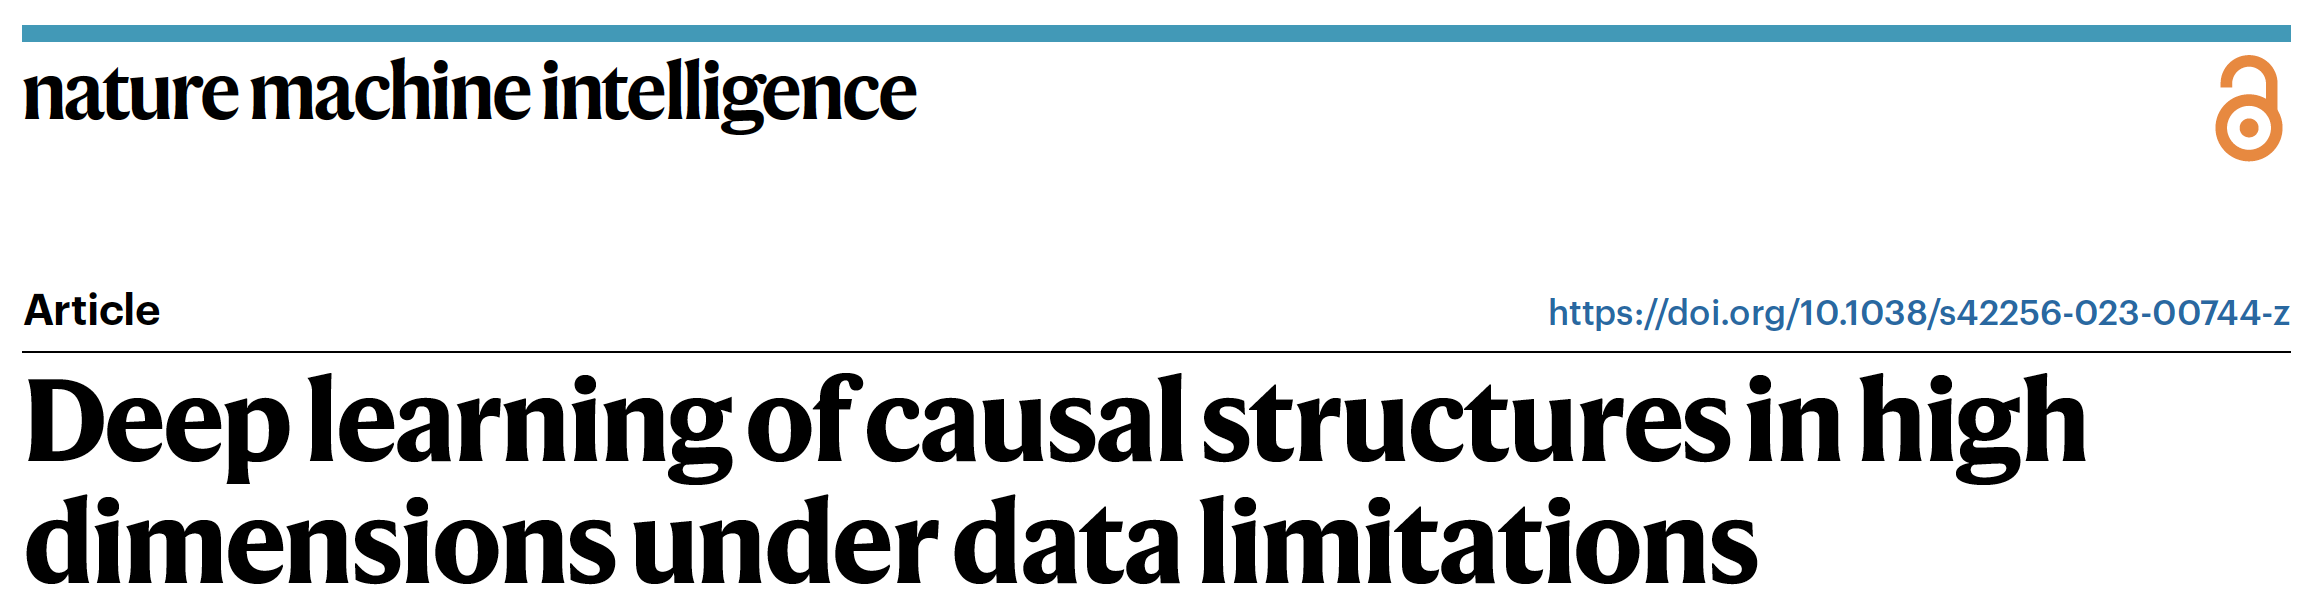 nature machine intelligence
Article
https://doi.org/10.1038/s42256-023-00744-z
Deep learning of causal structures in high
dimensions under data limitations